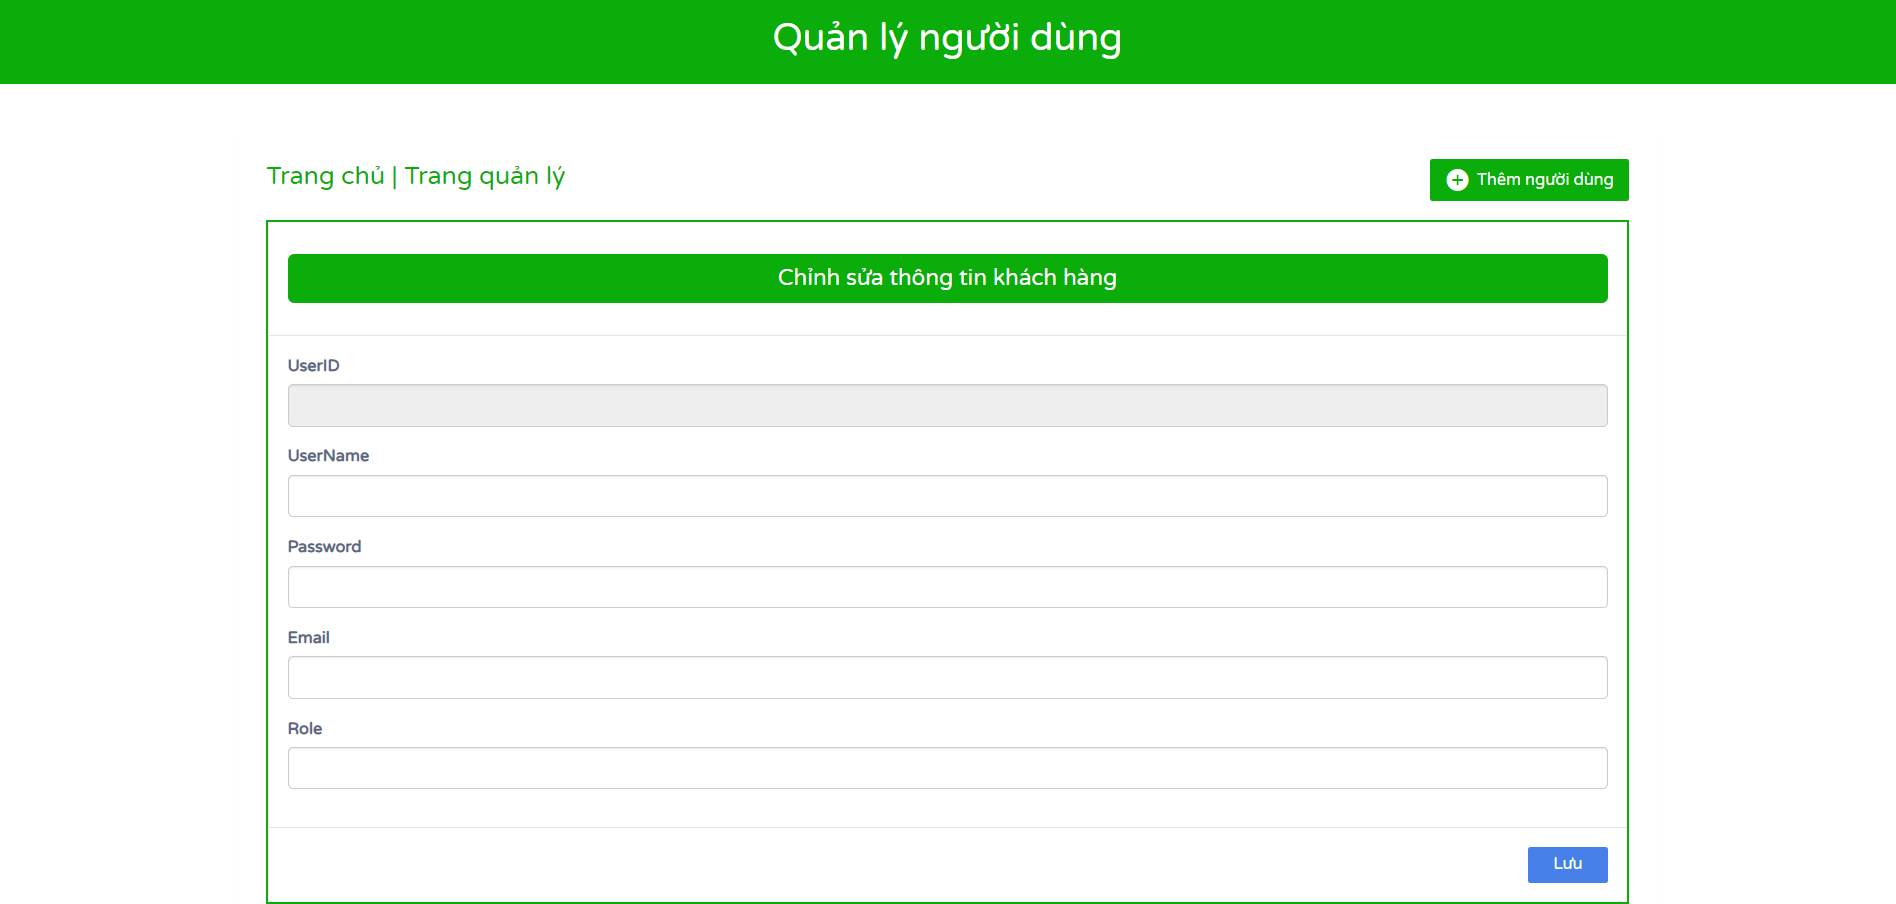 Quản lý người dùng
Trang chủ | Trang quản lý
Thêm người dùng
Chỉnh sửa thông tin khách hàng
UserID
UserName
Password
Email
Role
Lưu